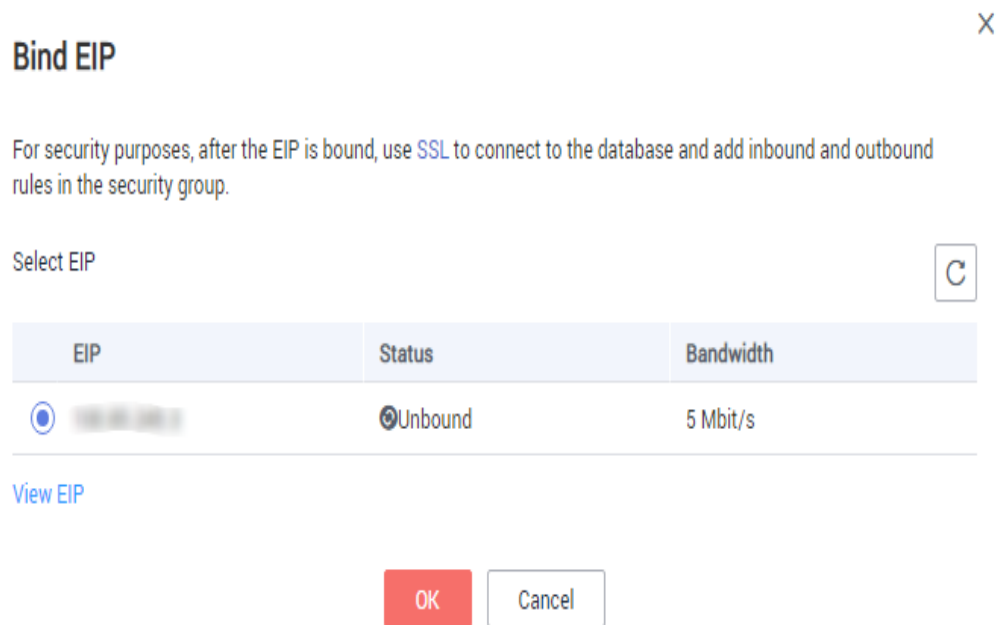 Bind EIP
For security purposes, after the EIP is bound, use SSL to connect to the database and add inbound and outbound
rules in the security group.
Select EIP
EIP Status Bandwidth
Unbound 5 Mbit/s
View EIP
OK Cancel